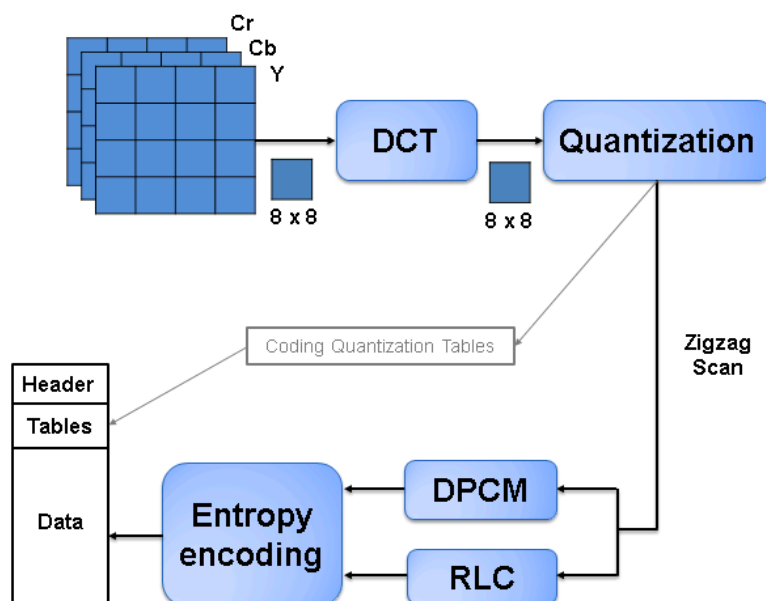 Cr
Cb
Y
DCT
Quantization
8 x 8
8 x 8
Coding Quantization Tables
Zigzag
Scan
Header
Tables
Data
DPCM
Entropy
encoding
RLC